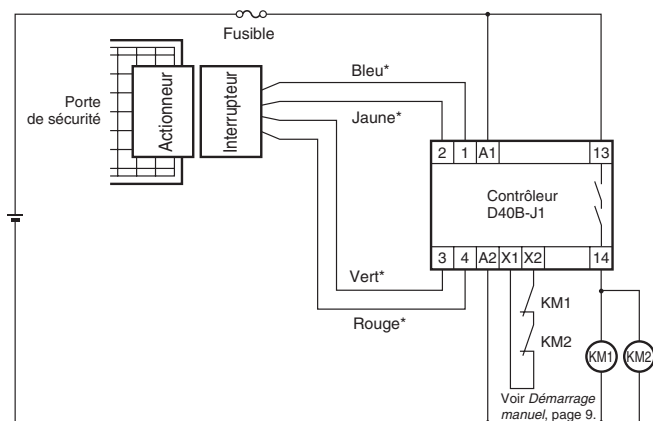 Fusible
Bleu*
Jaune*
Porte
de sécurité
Actionneur
Interrupteur
2 1 A1 13
Contrôleur
D40B-J1
3 4 A2 X1 X2 14
Vert*
Rouge*
KM1
KM2
KM1 KM2
Voir Démarrage
manuel, page 9.